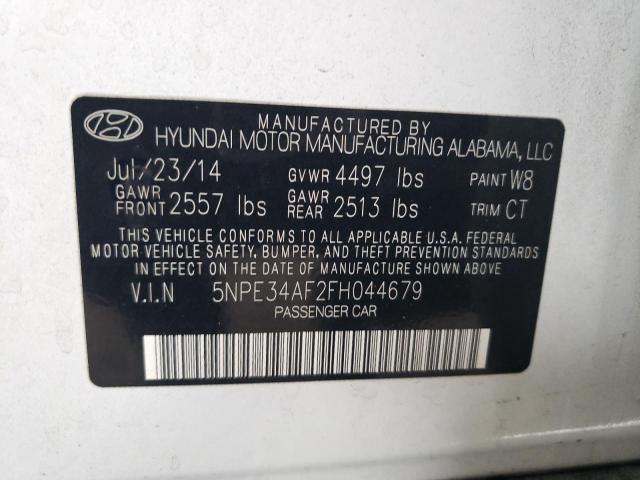 MANUFACTURED BY
HYUNDAI MOTOR MANUFACTURING ALABAMA, LLC
Jul/23/14 GVWR 4497 lbs PAINT W8
GAWR FRONT 2557 lbs GAWR REAR 2513 lbs TRIM CT
THIS VEHICLE CONFORMS TO ALL APPLICABLE U.S.A. FEDERAL
MOTOR VEHICLE SAFETY, BUMPER, AND THEFT PREVENTION STANDARDS
IN EFFECT ON THE DATE OF MANUFACTURE SHOWN ABOVE.
V.I.N 5NPE34AF2FH044679
PASSENGER CAR